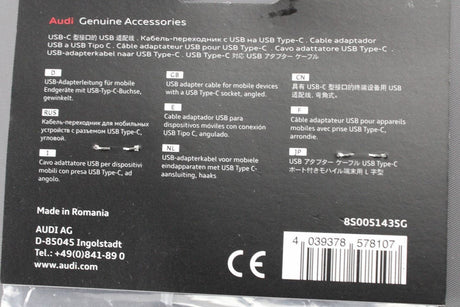 Audi Genuine Accessories
USB-C 型接口的 USB 适配线 . Кабель-переходник с USB на USB Type-C . Cable adaptador
USB a USB Tipo C . Câble adaptateur USB pour USB Type-C . Cavo adattatore USB Type-C .
USB-adapterkabel naar USB Type-C . USB Type-C 対応 USB アダプター ケーブル
D
USB-Adapterleitung für mobile
Endgeräte mit USB-Typ-C-Buchse,
gewinkelt.
GB
USB adapter cable for mobile devices
with a USB Type-C socket, angled.
CN
具有 USB-C 型接口的终端设备用 USB
适配线, 弯角式。
RUS
Кабель-переходник для мобильных
устройств с разъемом USB Type-C,
угловой.
E
Cable adaptador USB para
dispositivos móviles con conexión
USB Tipo C, angulado.
F
Câble adaptateur USB pour appareils
mobiles avec prise USB Type-C,
arrondie.
I
Cavo adattatore USB per dispositivi
mobili con presa USB Type-C, ad
angolo.
NL
USB-adapterkabel voor mobiele
eindapparaten met USB Type-C-
aansluiting, haaks
JP
USB アダプター ケーブル USB Type-C
ポート付きモバイル端末用 L 字型
Made in Romania
AUDI AG
D-85045 Ingolstadt
Tel.: +49(0)841-89 0
www.audi.com
CE
8S0051435G
4 039378 578107